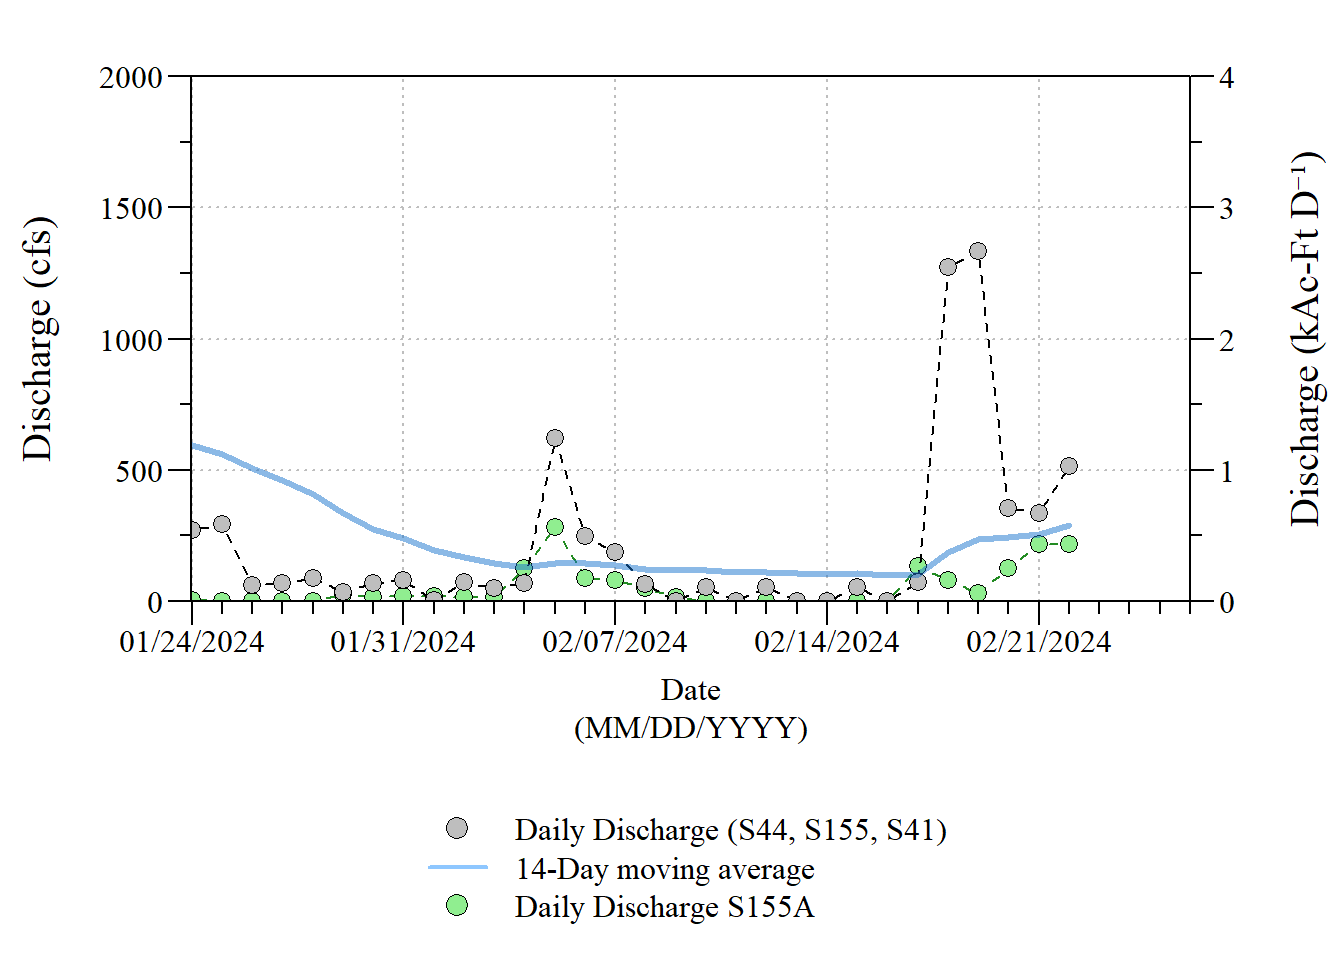 2000
1500
1000
500
0
Discharge (cfs)
4
3
2
1
0
Discharge (kAc-Ft D⁻¹)
01/24/2024 01/31/2024 02/07/2024 02/14/2024 02/21/2024
Date
(MM/DD/YYYY)
Daily Discharge (S44, S155, S41)
14-Day moving average
Daily Discharge S155A